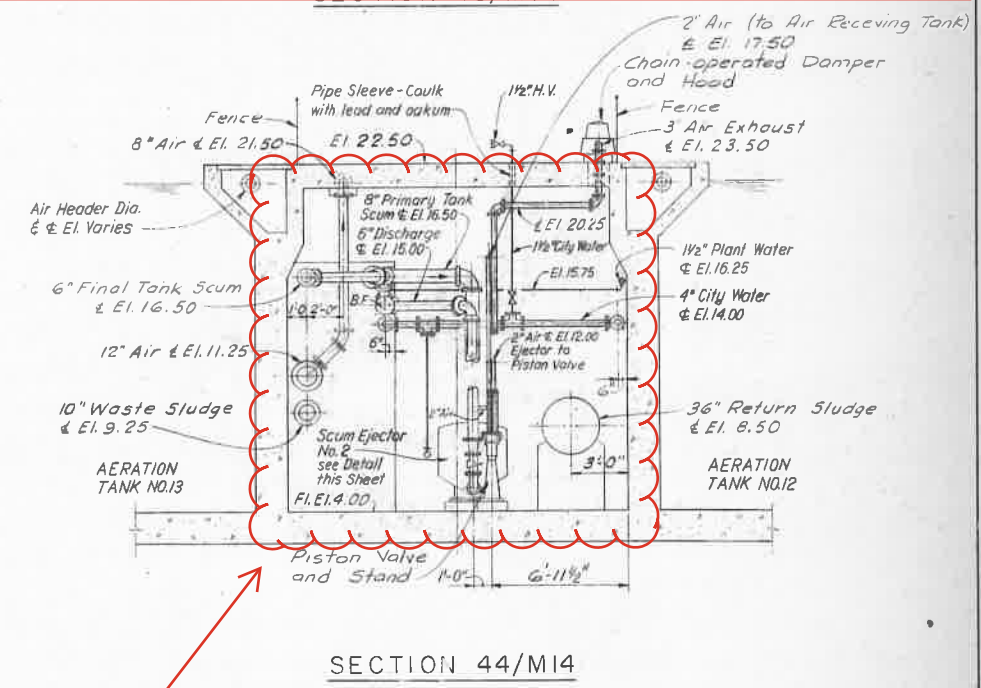 2" Air (to Air Receving Tank)
℄ El. 17.50
Chain-operated Damper
and Hood
Pipe Sleeve-Caulk
with lead and oakum
1½" H.V.
Fence
Fence
8" Air ℄ El. 21.50
El. 22.50
3" Air Exhaust
℄ El. 23.50
Air Header Dia.
& ℄ El. Varies
8" Primary Tank
Scum ℄ El. 16.50
6" Discharge
℄ El. 15.00
℄ El. 20.25
1½" City Water
El. 15.75
1½" Plant Water
℄ El. 16.25
6" Final Tank Scum
℄ El. 16.50
1'-0"
2'-0"
B.F.
4" City Water
℄ El. 14.00
12" Air ℄ El. 11.25
6"
2" Air ℄ El. 12.00
Ejector to
Piston Valve
6"
10" Waste Sludge
℄ El. 9.25
36" Return Sludge
℄ El. 8.50
Scum Ejector
No. 2
see Detail
this Sheet
3'-0"
AERATION
TANK NO.13
AERATION
TANK NO.12
Fl. El. 4.00
Piston Valve
and Stand
1'-0"
6'-11½"
SECTION 44/M14